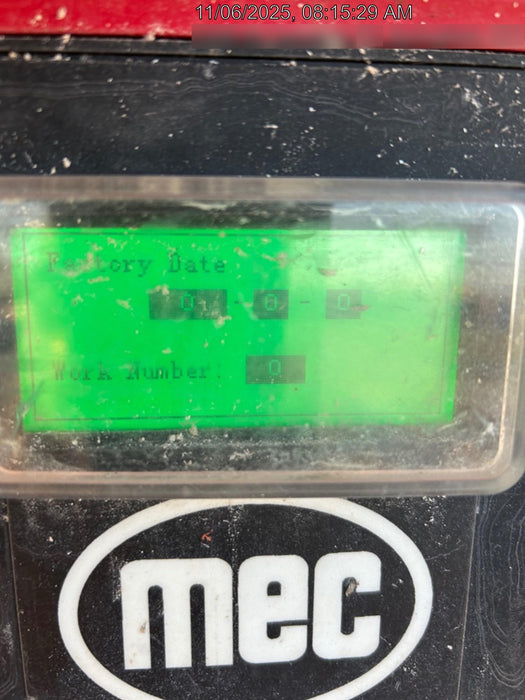 11/06/2025, 08:15:29 AM
Factory Date
0 - 0 - 0
Work Number: 0
mec